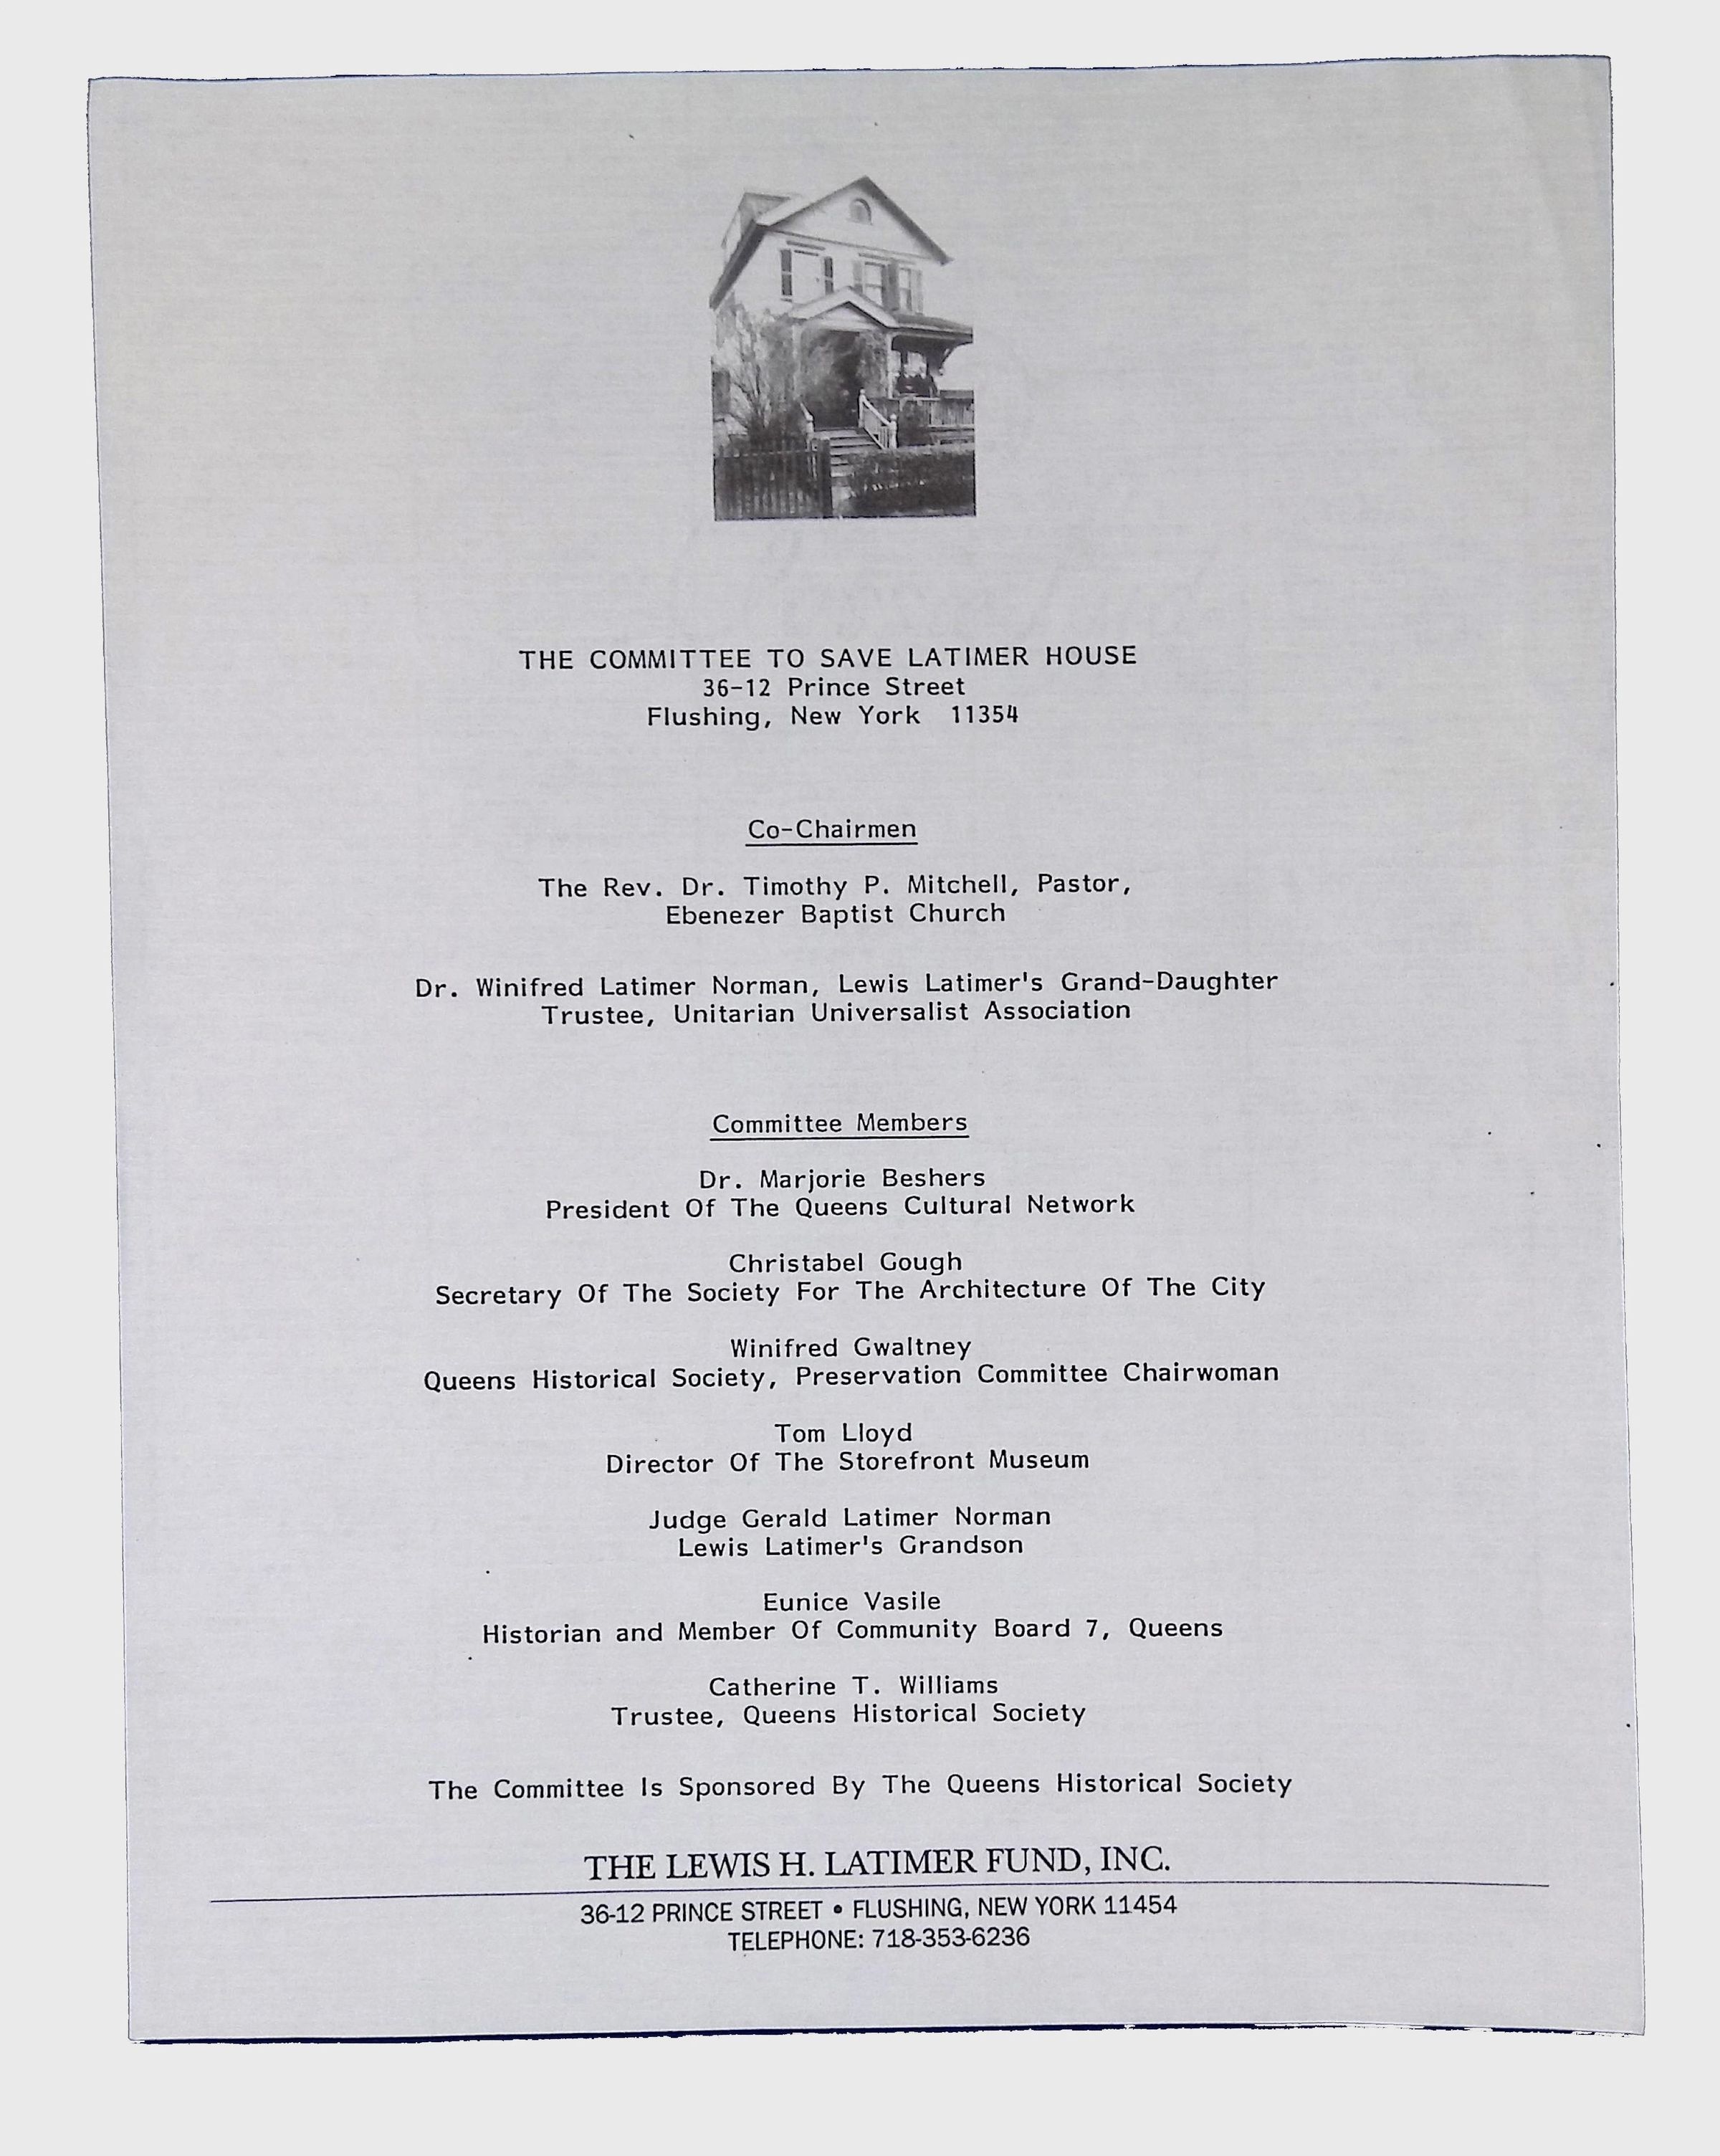 THE COMMITTEE TO SAVE LATIMER HOUSE
36-12 Prince Street
Flushing, New York 11354
Co-Chairmen
The Rev. Dr. Timothy P. Mitchell, Pastor,
Ebenezer Baptist Church
Dr. Winifred Latimer Norman, Lewis Latimer's Grand-Daughter
Trustee, Unitarian Universalist Association
Committee Members
Dr. Marjorie Beshers
President Of The Queens Cultural Network
Christabel Gough
Secretary Of The Society For The Architecture Of The City
Winifred Gwaltney
Queens Historical Society, Preservation Committee Chairwoman
Tom Lloyd
Director Of The Storefront Museum
Judge Gerald Latimer Norman
Lewis Latimer's Grandson
Eunice Vasile
Historian and Member Of Community Board 7, Queens
Catherine T. Williams
Trustee, Queens Historical Society
The Committee Is Sponsored By The Queens Historical Society
THE LEWIS H. LATIMER FUND, INC.
36-12 PRINCE STREET • FLUSHING, NEW YORK 11454
TELEPHONE: 718-353-6236